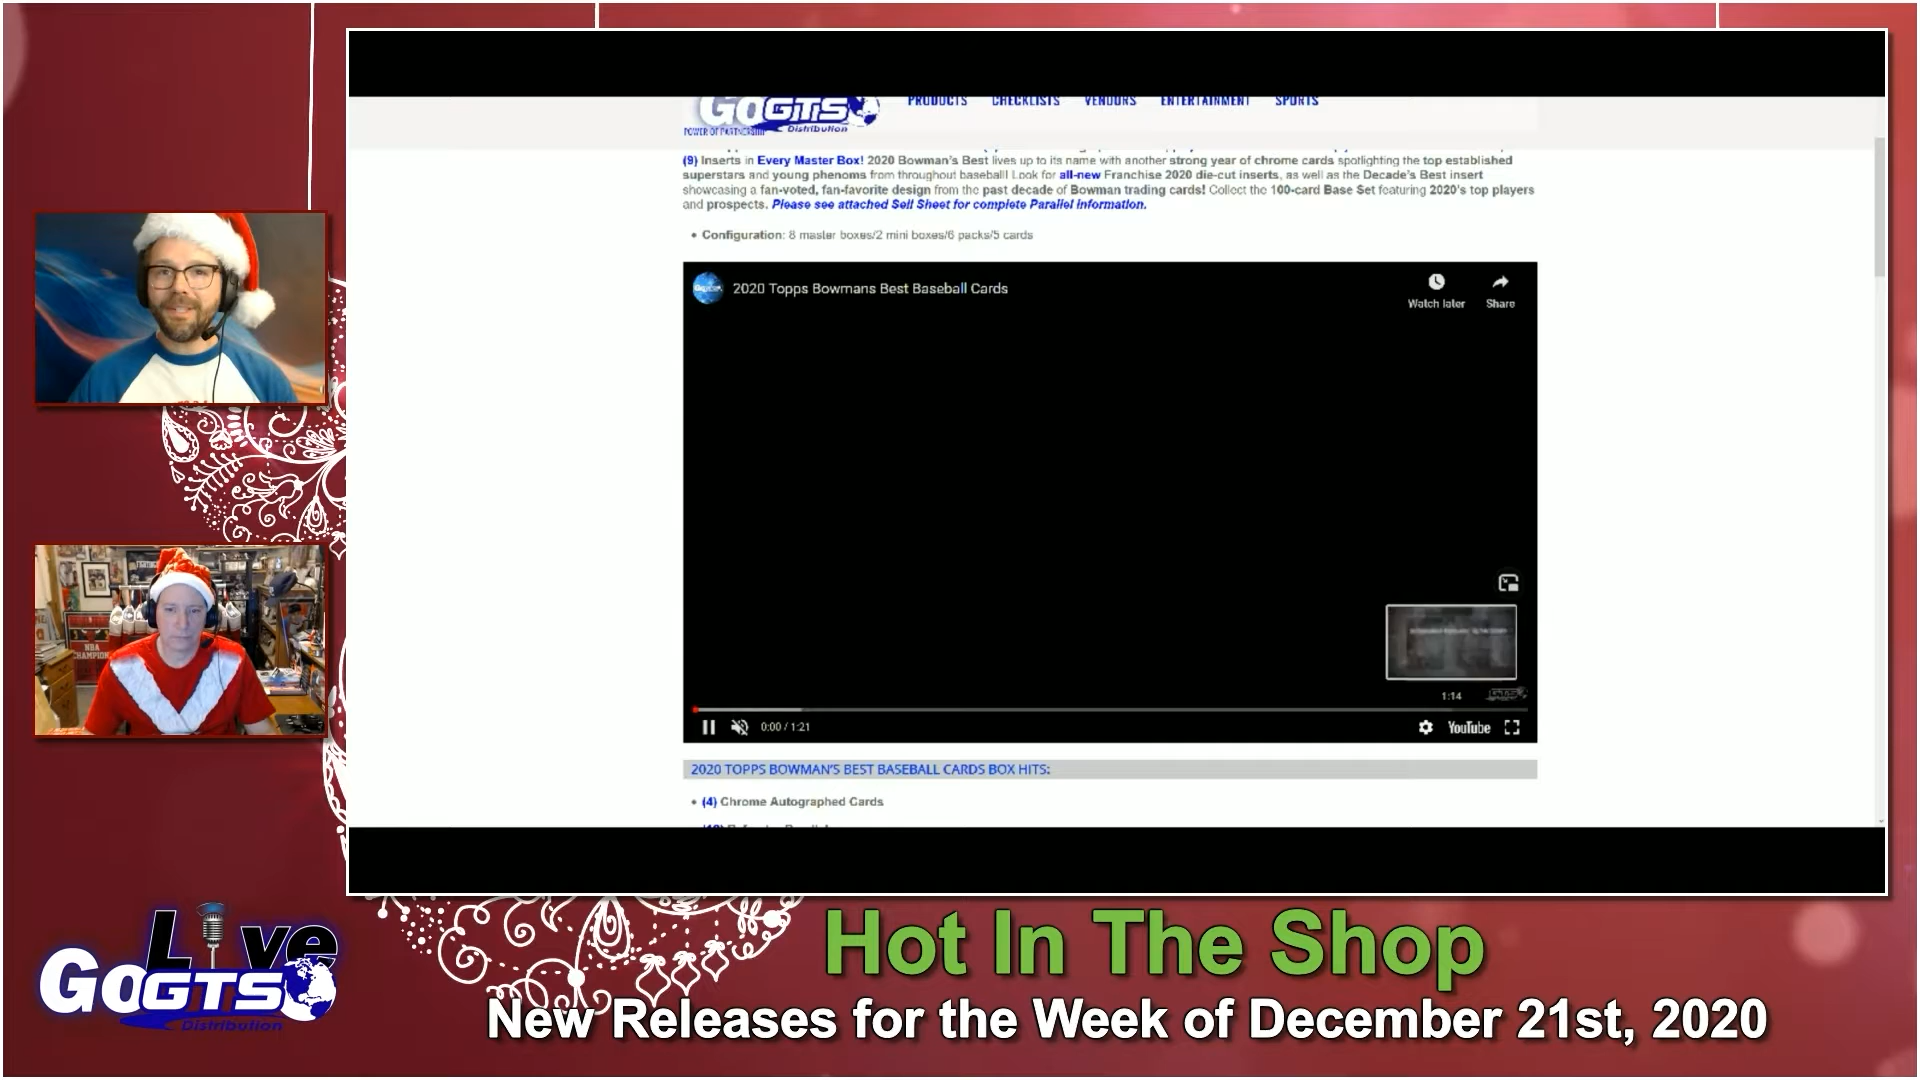 GoGTS
Distribution
POWER OF PARTNERSHIP
PRODUCTS CHECKLISTS VENDORS ENTERTAINMENT SPORTS
(9) Inserts in Every Master Box! 2020 Bowman's Best lives up to its name with another strong year of chrome cards spotlighting the top established
superstars and young phenoms from throughout baseball! Look for all-new Franchise 2020 die-cut inserts, as well as the Decade's Best insert
showcasing a fan-voted, fan-favorite design from the past decade of Bowman trading cards! Collect the 100-card Base Set featuring 2020's top players
and prospects. Please see attached Sell Sheet for complete Parallel Information.
• Configuration: 8 master boxes/2 mini boxes/6 packs/5 cards
2020 Topps Bowmans Best Baseball Cards
Watch later Share
1:14
GTS
0:00 / 1:21
YouTube
2020 TOPPS BOWMAN'S BEST BASEBALL CARDS BOX HITS:
• (4) Chrome Autographed Cards
NBA
CHAMPION
Live
GoGTS
Distribution
Hot In The Shop
New Releases for the Week of December 21st, 2020